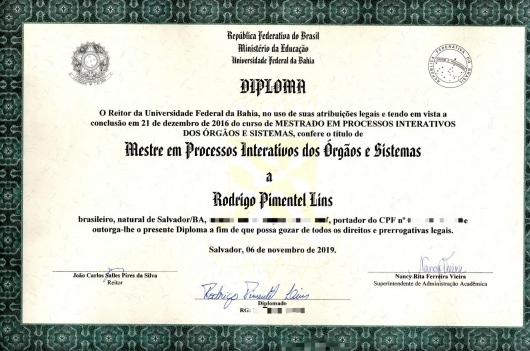 República Federativa do Brasil
Ministério da Educação
Universidade Federal da Bahia
DIPLOMA
O Reitor da Universidade Federal da Bahia, no uso de suas atribuições legais e tendo em vista a
conclusão em 21 de dezembro de 2016 do curso de MESTRADO EM PROCESSOS INTERATIVOS
DOS ÓRGÃOS E SISTEMAS, confere o título de
Mestre em Processos Interativos dos Órgãos e Sistemas
a
Rodrigo Pimentel Lins
brasileiro, natural de Salvador/BA, portador do CPF nº e
outorga-lhe o presente Diploma a fim de que possa gozar de todos os direitos e prerrogativas legais.
Salvador, 06 de novembro de 2019.
João Carlos Salles Pires da Silva
Reitor
Rodrigo Pimentel Lins
Diplomado
RG:
Nancy Vieira
Nancy Rita Ferreira Vieira
Superintendente de Administração Acadêmica